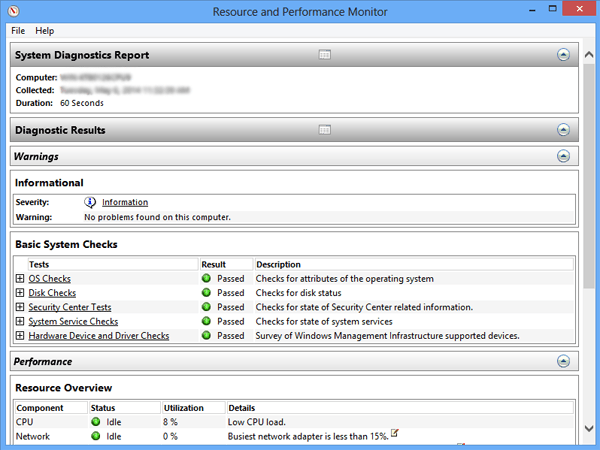 Resource and Performance Monitor
File Help
System Diagnostics Report
Computer:
Collected:
Duration: 60 Seconds
Diagnostic Results
Warnings
Informational
Severity: Information
Warning: No problems found on this computer.
Basic System Checks
Tests Result Description
OS Checks Passed Checks for attributes of the operating system
Disk Checks Passed Checks for disk status
Security Center Tests Passed Checks for state of Security Center related information.
System Service Checks Passed Checks for state of system services
Hardware Device and Driver Checks Passed Survey of Windows Management Infrastructure supported devices.
Performance
Resource Overview
Component Status Utilization Details
CPU Idle 8 % Low CPU load.
Network Idle 0 % Busiest network adapter is less than 15%.